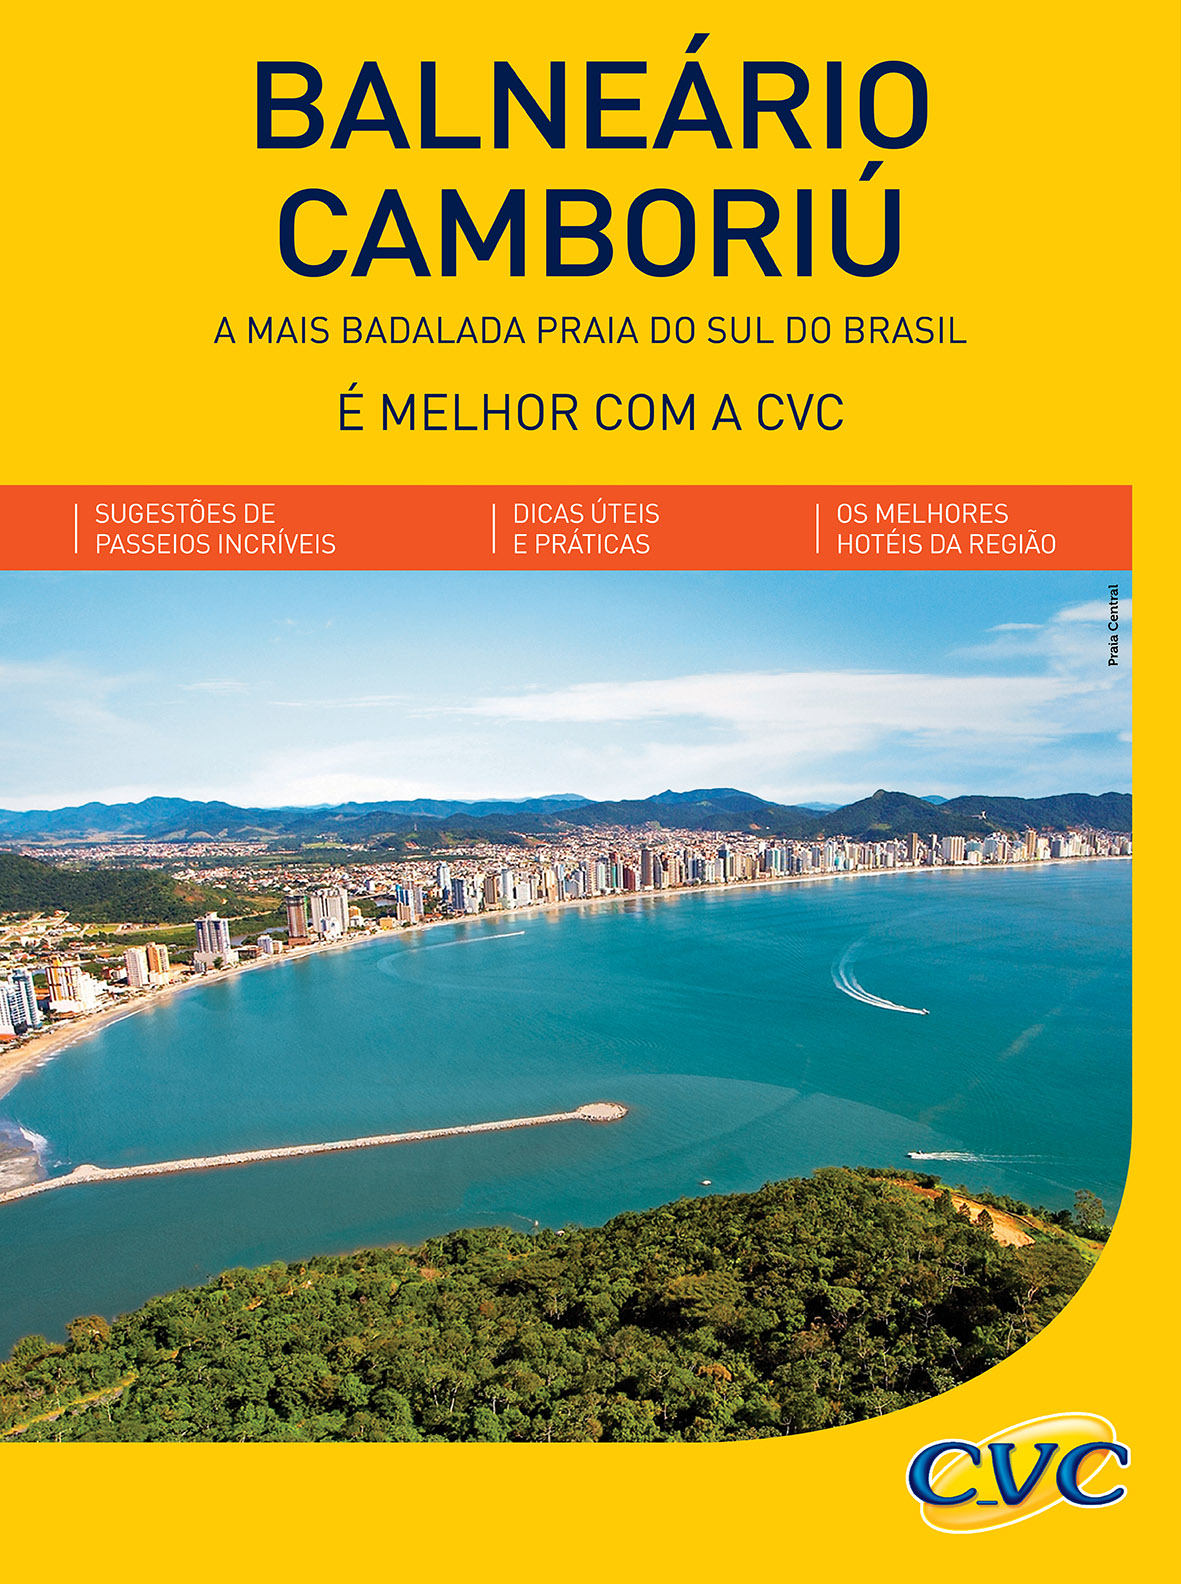 BALNEÁRIO
CAMBORIÚ
A MAIS BADALADA PRAIA DO SUL DO BRASIL
É MELHOR COM A CVC
SUGESTÕES DE
PASSEIOS INCRÍVEIS
DICAS ÚTEIS
E PRÁTICAS
OS MELHORES
HOTÉIS DA REGIÃO
Praia Central
CVC